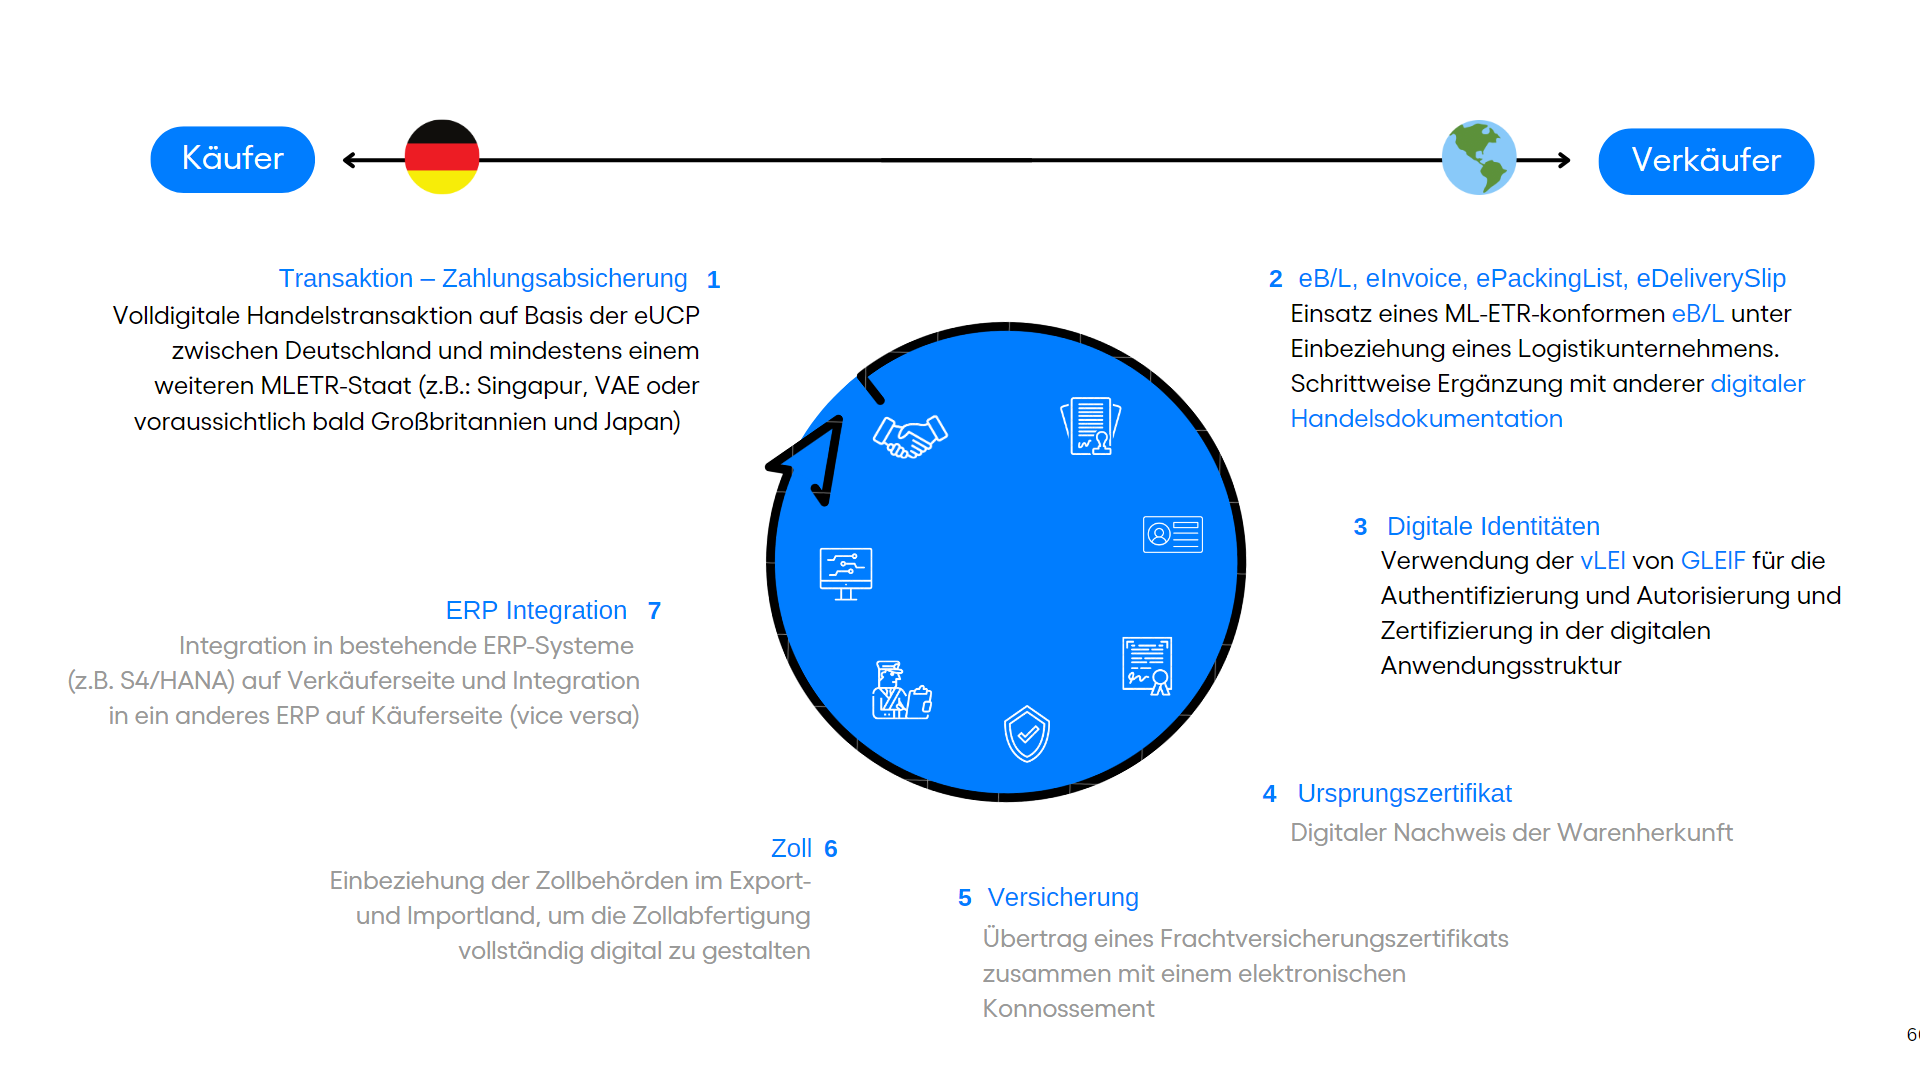 Käufer
Verkäufer
Transaktion – Zahlungsabsicherung 1
Volldigitale Handelstransaktion auf Basis der eUCP
zwischen Deutschland und mindestens einem
weiteren MLETR-Staat (z.B.: Singapur, VAE oder
voraussichtlich bald Großbritannien und Japan)
2 eB/L, eInvoice, ePackingList, eDeliverySlip
Einsatz eines ML-ETR-konformen eB/L unter
Einbeziehung eines Logistikunternehmens.
Schrittweise Ergänzung mit anderer digitaler
Handelsdokumentation
3 Digitale Identitäten
Verwendung der vLEI von GLEIF für die
Authentifizierung und Autorisierung und
Zertifizierung in der digitalen
Anwendungsstruktur
4 Ursprungszertifikat
Digitaler Nachweis der Warenherkunft
5 Versicherung
Übertrag eines Frachtversicherungszertifikats
zusammen mit einem elektronischen
Konnossement
Zoll 6
Einbeziehung der Zollbehörden im Export-
und Importland, um die Zollabfertigung
vollständig digital zu gestalten
ERP Integration 7
Integration in bestehende ERP-Systeme
(z.B. S4/HANA) auf Verkäuferseite und Integration
in ein anderes ERP auf Käuferseite (vice versa)